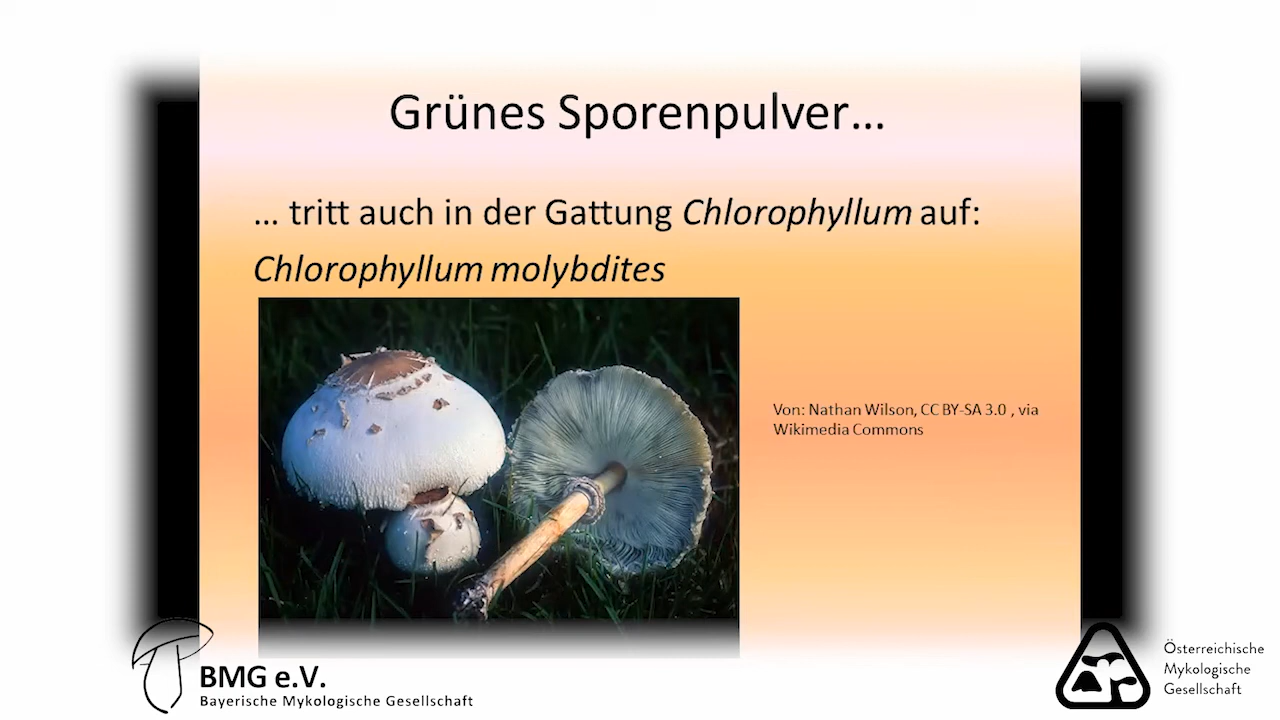 Grünes Sporenpulver...
... tritt auch in der Gattung Chlorophyllum auf:
Chlorophyllum molybdites
Von: Nathan Wilson, CC BY-SA 3.0 , via
Wikimedia Commons
BMG e.V.
Bayerische Mykologische Gesellschaft
Österreichische
Mykologische
Gesellschaft